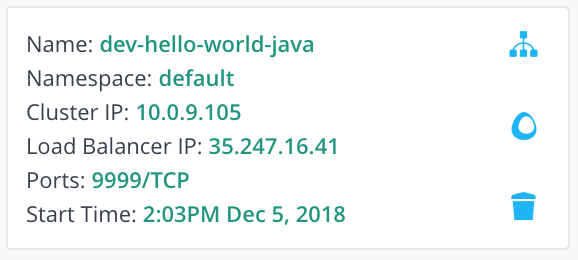 Name: dev-hello-world-java
Namespace: default
Cluster IP: 10.0.9.105
Load Balancer IP: 35.247.16.41
Ports: 9999/TCP
Start Time: 2:03PM Dec 5, 2018